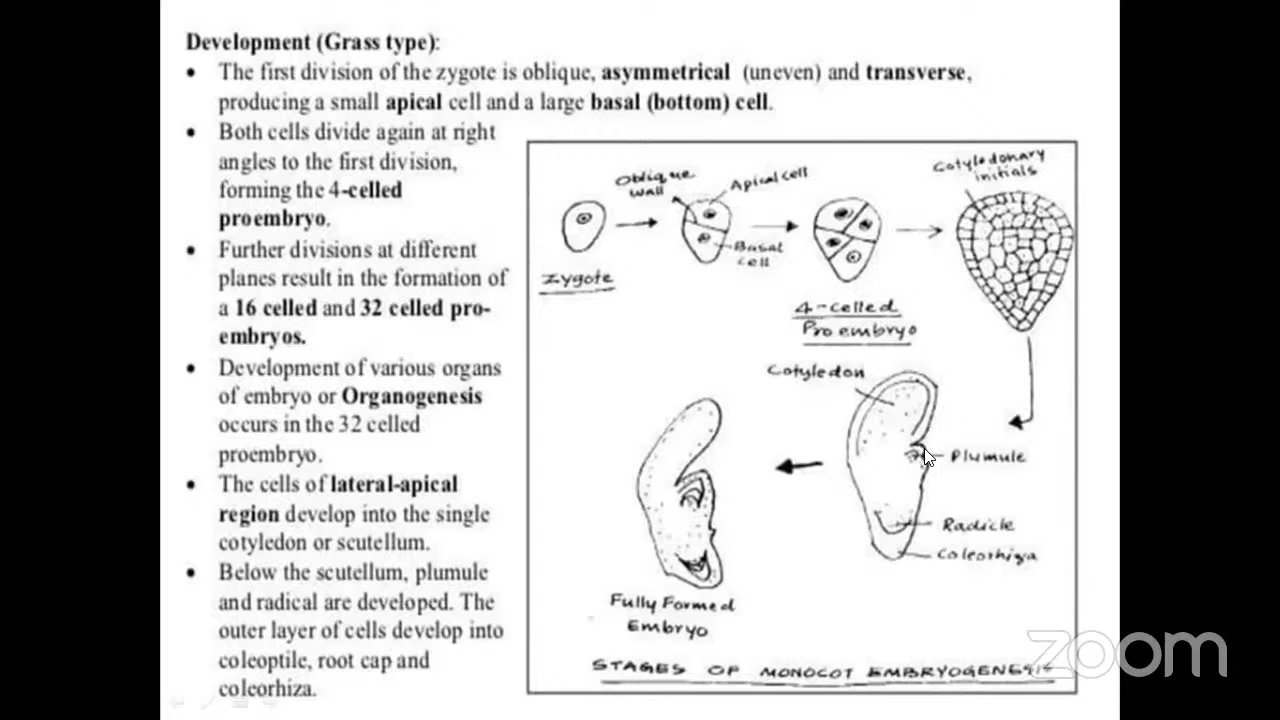 Development (Grass type):
• The first division of the zygote is oblique, asymmetrical (uneven) and transverse,
producing a small apical cell and a large basal (bottom) cell.
• Both cells divide again at right
angles to the first division,
forming the 4-celled
proembryo.
• Further divisions at different
planes result in the formation of
a 16 celled and 32 celled pro-
embryos.
• Development of various organs
of embryo or Organogenesis
occurs in the 32 celled
proembryo.
• The cells of lateral-apical
region develop into the single
cotyledon or scutellum.
• Below the scutellum, plumule
and radical are developed. The
outer layer of cells develop into
coleoptile, root cap and
coleorhiza.
Oblique
wall
Apical cell
Cotyledonary
initials
Basal
cell
Zygote
4-celled
Proembryo
Cotyledon
Plumule
Radicle
Coleorhiza
Fully Formed
Embryo
STAGES OF MONOCOT EMBRYOGENESIS
zoom